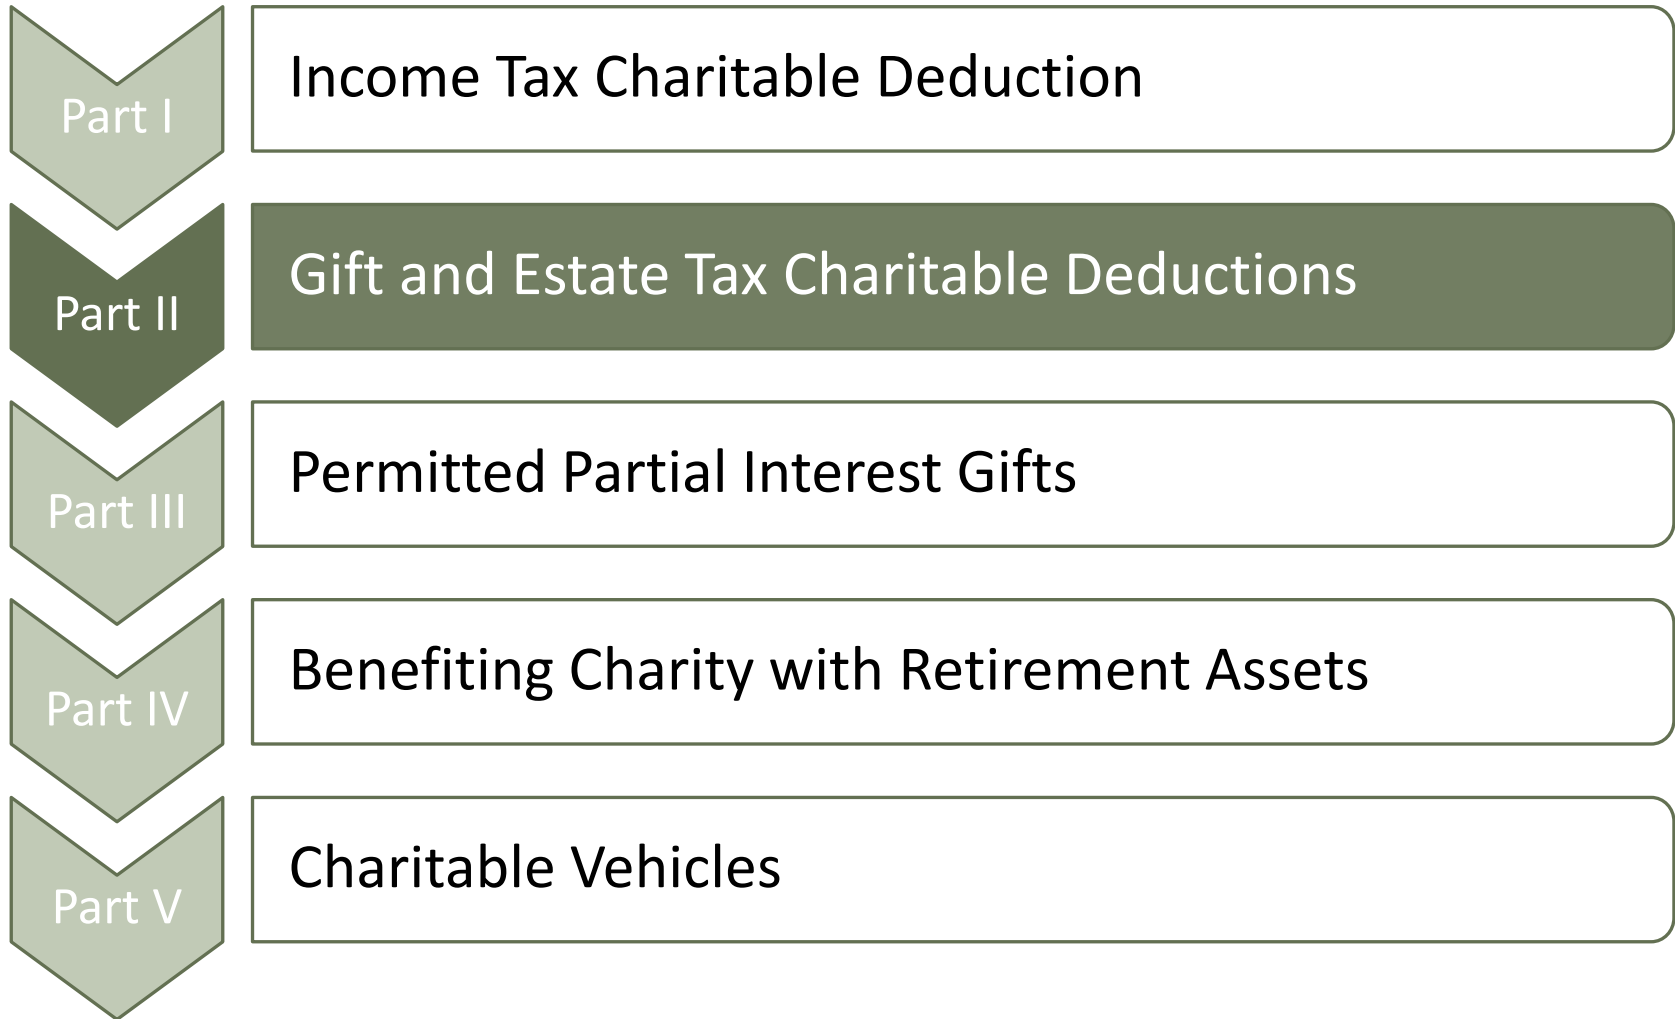 Part I
Income Tax Charitable Deduction
Part II
Gift and Estate Tax Charitable Deductions
Part III
Permitted Partial Interest Gifts
Part IV
Benefiting Charity with Retirement Assets
Part V
Charitable Vehicles